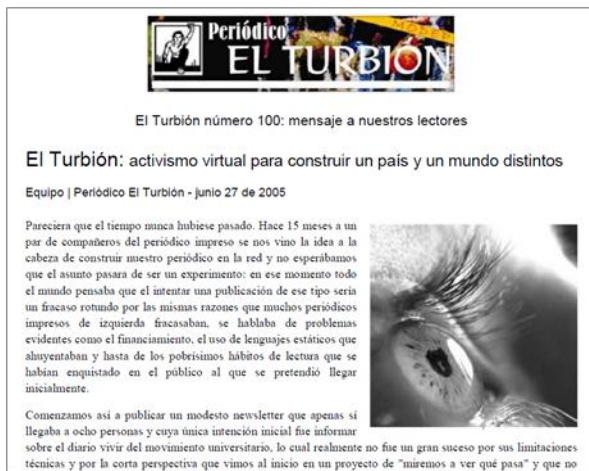 Periódico
EL TURBIÓN
El Turbión número 100: mensaje a nuestros lectores
El Turbión: activismo virtual para construir un país y un mundo distintos
Equipo | Periódico El Turbión - junio 27 de 2005
Pareciera que el tiempo nunca hubiese pasado. Hace 15 meses a un
par de compañeros del periódico impreso se nos vino la idea a la
cabeza de construir nuestro periódico en la red y no esperábamos
que el asunto pasara de ser un experimento: en ese momento todo
el mundo pensaba que el intentar una publicación de ese tipo sería
un fracaso rotundo por las mismas razones que muchos periódicos
impresos de izquierda fracasaban, se hablaba de problemas
evidentes como el financiamiento, el uso de lenguajes estáticos que
ahuyentaban y hasta de los pobrísimos hábitos de lectura que se
habían enquistado en el público al que se pretendió llegar
inicialmente.
Comenzamos así a publicar un modesto newsletter que apenas si
llegaba a ocho personas y cuya única intención inicial fue informar
sobre el diario vivir del movimiento universitario, lo cual realmente no fue un gran suceso por sus limitaciones
técnicas y por la corta perspectiva que vimos al inicio en un proyecto de "miremos a ver qué pasa" y que no